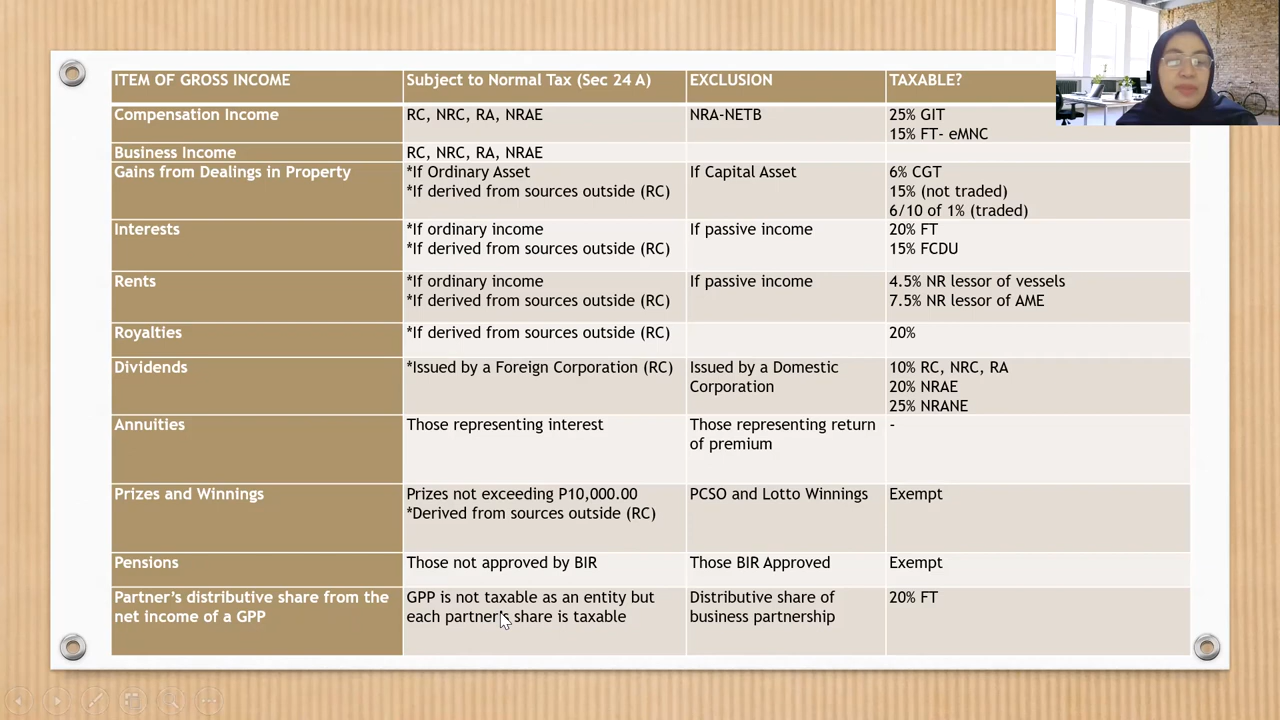 ITEM OF GROSS INCOME Subject to Normal Tax (Sec 24 A) EXCLUSION TAXABLE?
Compensation Income RC, NRC, RA, NRAE NRA-NETB 25% GIT
15% FT- eMNC
Business Income RC, NRC, RA, NRAE
Gains from Dealings in Property *If Ordinary Asset If Capital Asset 6% CGT
*If derived from sources outside (RC) 15% (not traded)
6/10 of 1% (traded)
Interests *If ordinary income If passive income 20% FT
*If derived from sources outside (RC) 15% FCDU
Rents *If ordinary income If passive income 4.5% NR lessor of vessels
*If derived from sources outside (RC) 7.5% NR lessor of AME
Royalties *If derived from sources outside (RC) 20%
Dividends *Issued by a Foreign Corporation (RC) Issued by a Domestic 10% RC, NRC, RA
Corporation 20% NRAE
25% NRANE
Annuities Those representing interest Those representing return -
of premium
Prizes and Winnings Prizes not exceeding P10,000.00 PCSO and Lotto Winnings Exempt
*Derived from sources outside (RC)
Pensions Those not approved by BIR Those BIR Approved Exempt
Partner's distributive share from the GPP is not taxable as an entity but Distributive share of 20% FT
net income of a GPP each partner's share is taxable business partnership